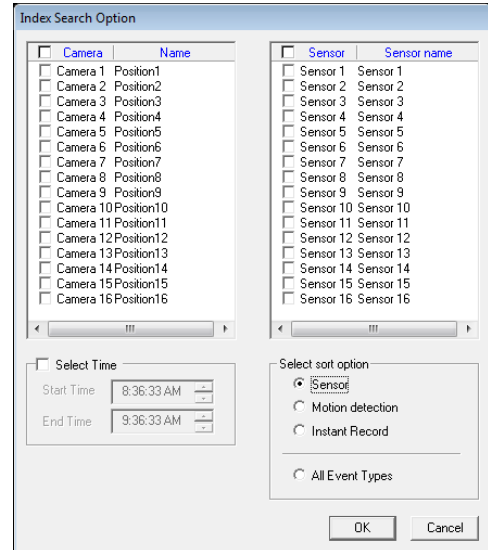 Index Search Option
Camera Name
Camera 1 Position1
Camera 2 Position2
Camera 3 Position3
Camera 4 Position4
Camera 5 Position5
Camera 6 Position6
Camera 7 Position7
Camera 8 Position8
Camera 9 Position9
Camera 10 Position10
Camera 11 Position11
Camera 12 Position12
Camera 13 Position13
Camera 14 Position14
Camera 15 Position15
Camera 16 Position16
Sensor Sensor name
Sensor 1 Sensor 1
Sensor 2 Sensor 2
Sensor 3 Sensor 3
Sensor 4 Sensor 4
Sensor 5 Sensor 5
Sensor 6 Sensor 6
Sensor 7 Sensor 7
Sensor 8 Sensor 8
Sensor 9 Sensor 9
Sensor 10 Sensor 10
Sensor 11 Sensor 11
Sensor 12 Sensor 12
Sensor 13 Sensor 13
Sensor 14 Sensor 14
Sensor 15 Sensor 15
Sensor 16 Sensor 16
Select Time
Start Time 8:36:33 AM
End Time 9:36:33 AM
Select sort option
Sensor
Motion detection
Instant Record
All Event Types
OK Cancel